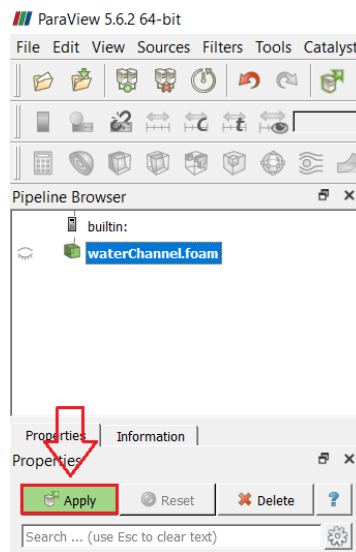 ParaView 5.6.2 64-bit
File Edit View Sources Filters Tools Catalyst
Pipeline Browser
builtin:
waterChannel.foam
Properties Information
Properties
Apply Reset Delete ?
Search ... (use Esc to clear text)